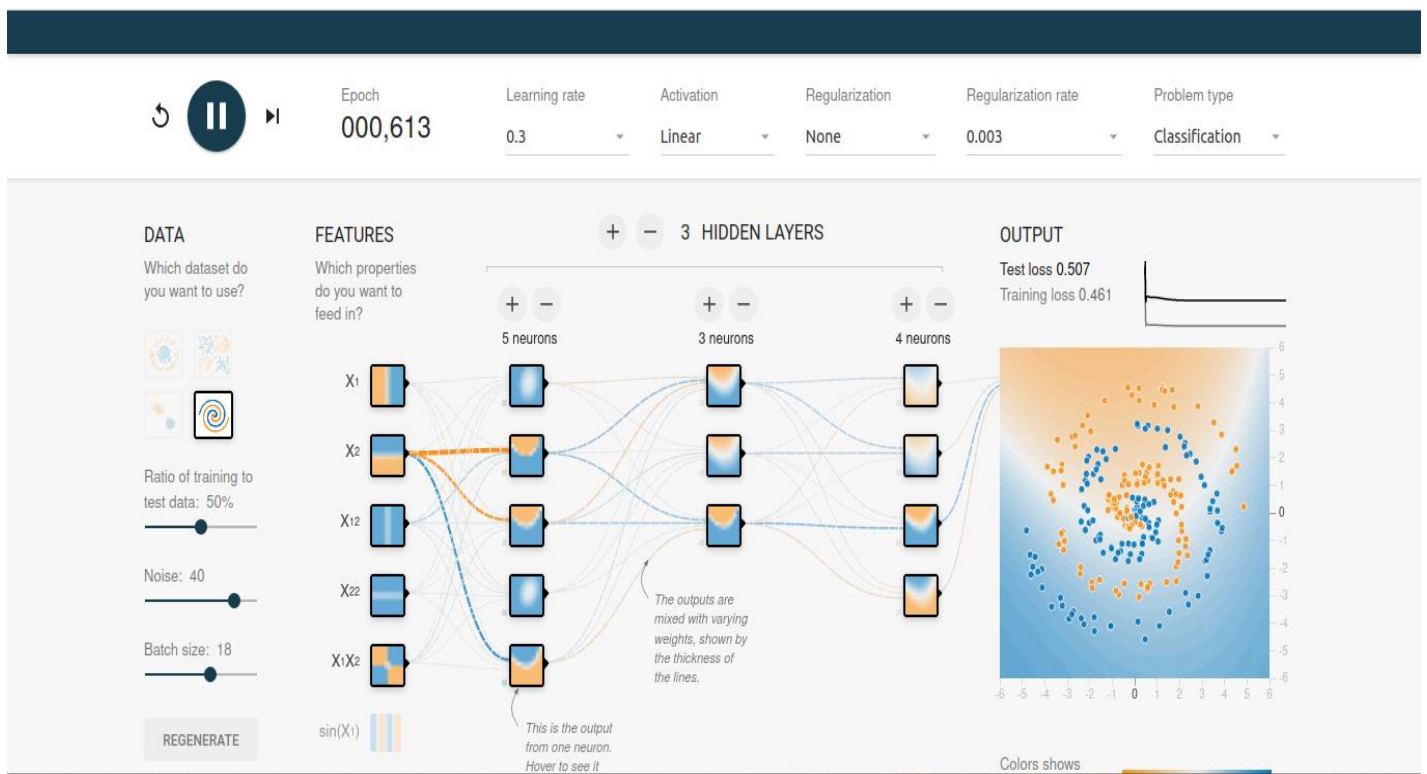 Epoch
000,613
Learning rate
0.3
Activation
Linear
Regularization
None
Regularization rate
0.003
Problem type
Classification
DATA
Which dataset do
you want to use?
Ratio of training to
test data: 50%
Noise: 40
Batch size: 18
REGENERATE
FEATURES
Which properties
do you want to
feed in?
X1
X2
X12
X22
X1X2
sin(X1)
+ − 3 HIDDEN LAYERS
+ −
5 neurons
+ −
3 neurons
+ −
4 neurons
The outputs are
mixed with varying
weights, shown by
the thickness of
the lines.
This is the output
from one neuron.
Hover to see it
OUTPUT
Test loss 0.507
Training loss 0.461
6
5
4
3
2
1
0
-1
-2
-3
-4
-5
-6
-6 -5 -4 -3 -2 -1 0 1 2 3 4 5 6
Colors shows